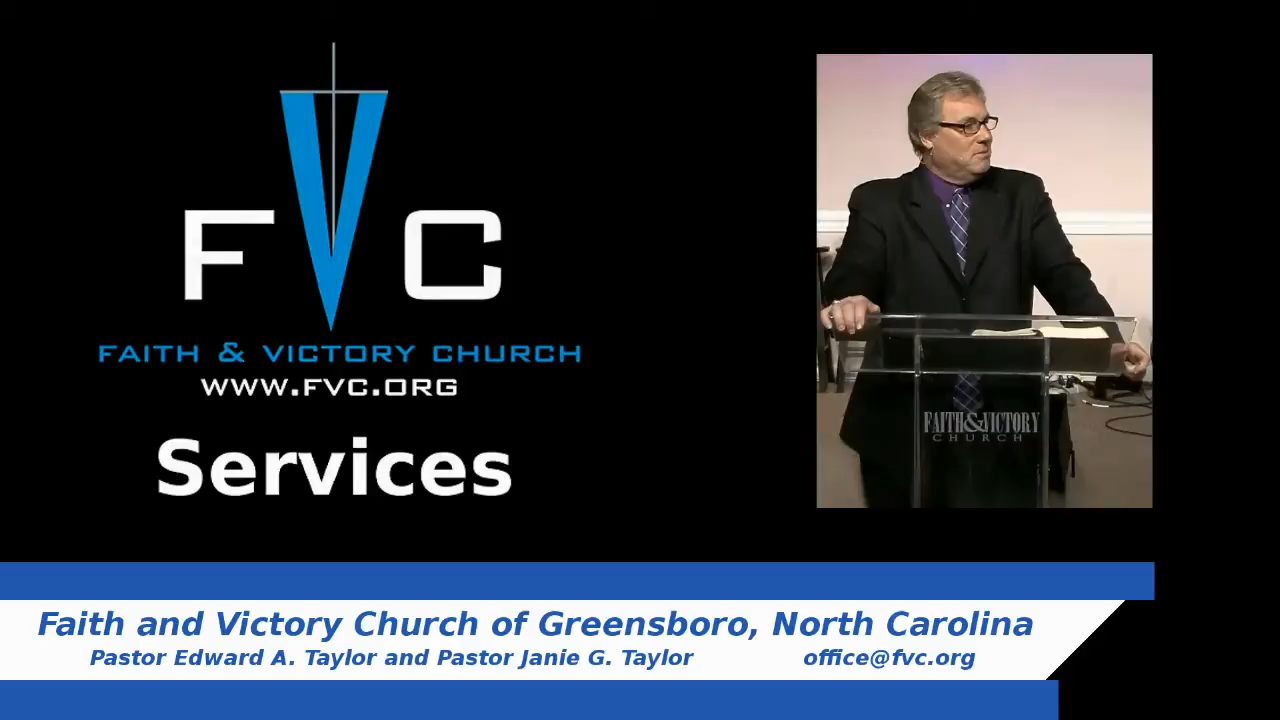 FVC
FAITH & VICTORY CHURCH
WWW.FVC.ORG
Services
FAITH&VICTORY
CHURCH
Faith and Victory Church of Greensboro, North Carolina
Pastor Edward A. Taylor and Pastor Janie G. Taylor office@fvc.org